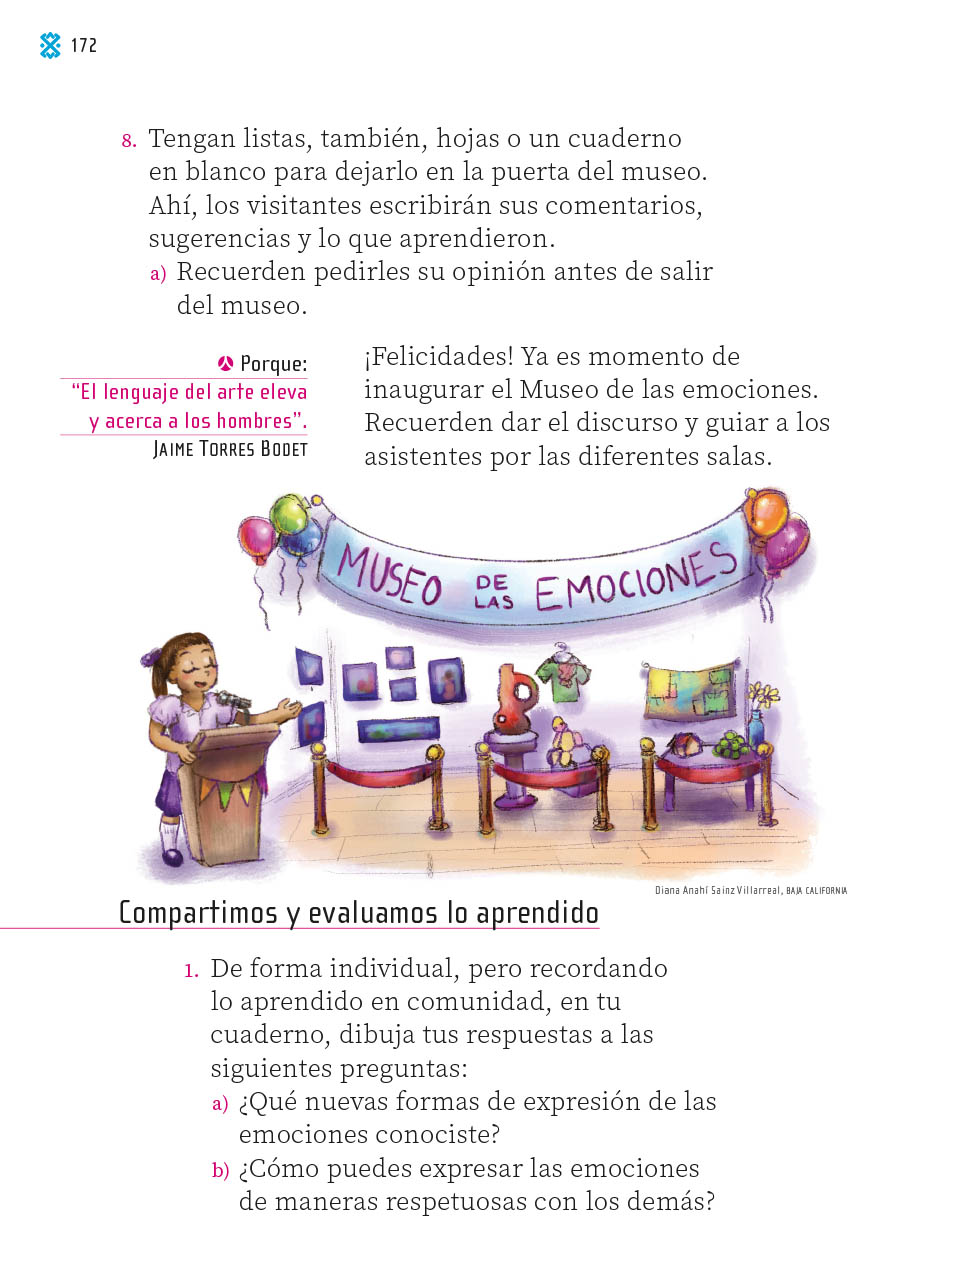 172
8. Tengan listas, también, hojas o un cuaderno
en blanco para dejarlo en la puerta del museo.
Ahí, los visitantes escribirán sus comentarios,
sugerencias y lo que aprendieron.
a) Recuerden pedirles su opinión antes de salir
del museo.
Porque:
“El lenguaje del arte eleva
y acerca a los hombres”.
JAIME TORRES BODET
¡Felicidades! Ya es momento de
inaugurar el Museo de las emociones.
Recuerden dar el discurso y guiar a los
asistentes por las diferentes salas.
MUSEO DE LAS EMOCIONES
Diana Anahí Sainz Villarreal, BAJA CALIFORNIA
Compartimos y evaluamos lo aprendido
1. De forma individual, pero recordando
lo aprendido en comunidad, en tu
cuaderno, dibuja tus respuestas a las
siguientes preguntas:
a) ¿Qué nuevas formas de expresión de las
emociones conociste?
b) ¿Cómo puedes expresar las emociones
de maneras respetuosas con los demás?